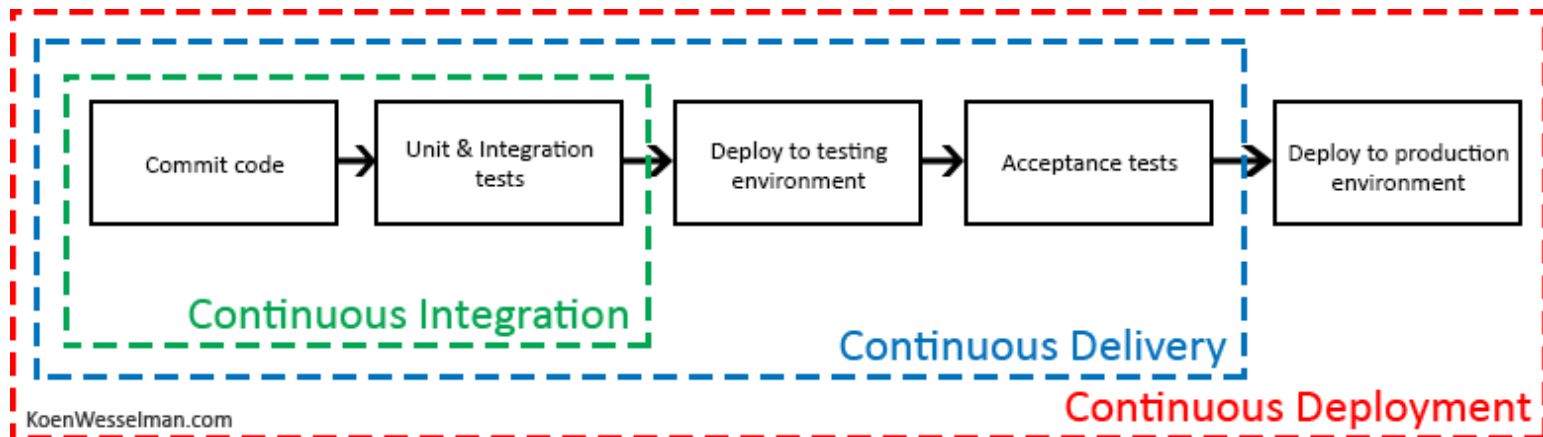 Commit code
Unit & Integration
tests
Deploy to testing
environment
Acceptance tests
Deploy to production
environment
Continuous Integration
Continuous Delivery
Continuous Deployment
KoenWesselman.com